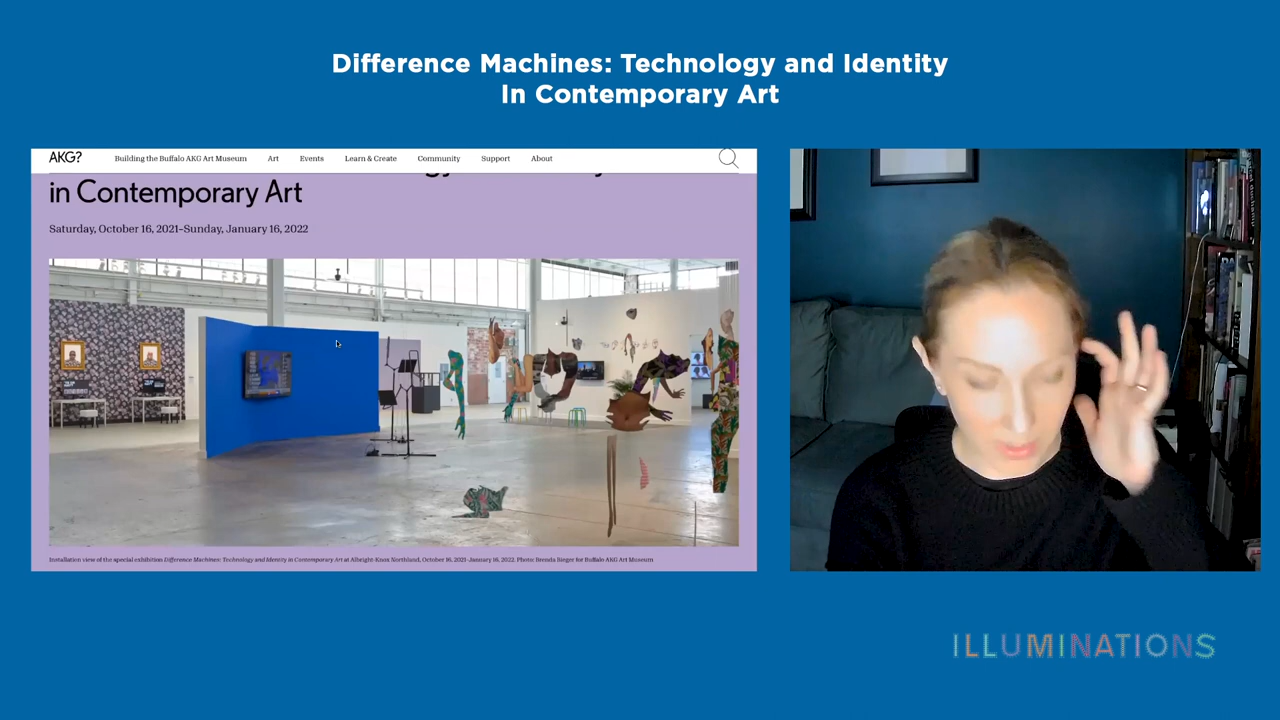 Difference Machines: Technology and Identity
In Contemporary Art
AKG?
Building the Buffalo AKG Art Museum
Art
Events
Learn & Create
Community
Support
About
in Contemporary Art
Saturday, October 16, 2021–Sunday, January 16, 2022
Installation view of the special exhibition Difference Machines: Technology and Identity in Contemporary Art at Albright-Knox Northland, October 16, 2021–January 16, 2022. Photo: Brenda Bieger for Buffalo AKG Art Museum
ILLUMINATIONS